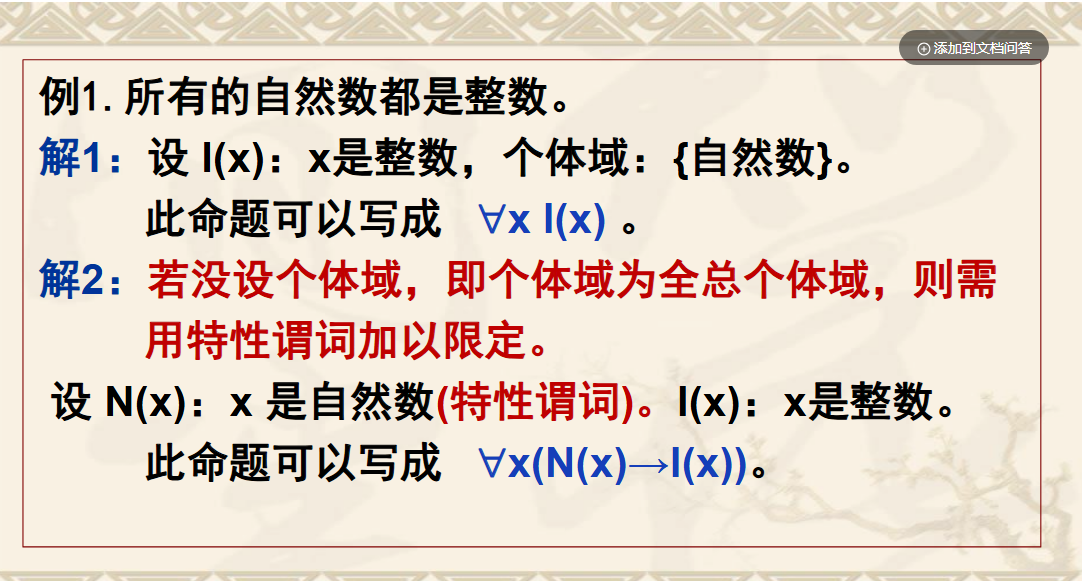 添加到文档问答
例1.所有的自然数都是整数。
解1：设 I(x)：x是整数，个体域：{自然数}。
此命题可以写成 ∀x I(x) 。
解2：若没设个体域，即个体域为全总个体域，则需
用特性谓词加以限定。
设 N(x)：x 是自然数(特性谓词)。I(x)：x是整数。
此命题可以写成 ∀x(N(x)→I(x))。